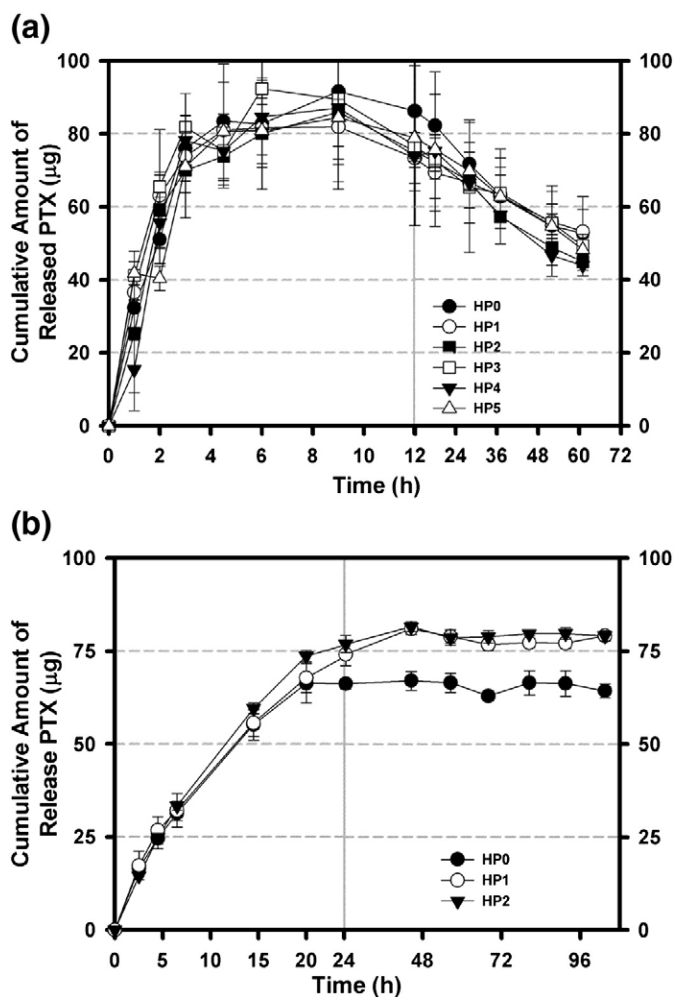 (a)
100 100
80 80
60 60
40 40
20 20
0 0
Cumulative Amount of
Released PTX (µg)
HP0
HP1
HP2
HP3
HP4
HP5
0 2 4 6 8 10 12 24 36 48 60 72
Time (h)
(b)
100 100
75 75
50 50
25 25
0 0
Cumulative Amount of
Release PTX (µg)
HP0
HP1
HP2
0 5 10 15 20 24 48 72 96
Time (h)